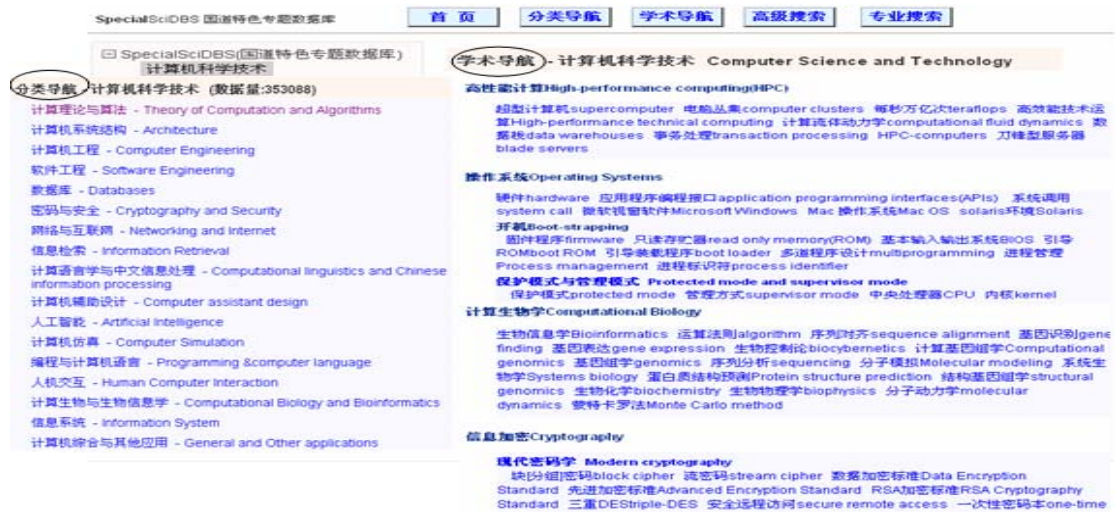 SpecialSciDBS 国道特色专题数据库
首 页 分类导航 学术导航 高级搜索 专业搜索
SpecialSciDBS(国道特色专题数据库)
计算机科学技术
分类导航 - 计算机科学技术 (数据量:353088)
计算理论与算法 - Theory of Computation and Algorithms
计算机系统结构 - Architecture
计算机工程 - Computer Engineering
软件工程 - Software Engineering
数据库 - Databases
密码与安全 - Cryptography and Security
网络与互联网 - Networking and Internet
信息检索 - Information Retrieval
计算语言学与中文信息处理 - Computational linguistics and Chinese
information processing
计算机辅助设计 - Computer assistant design
人工智能 - Artificial Intelligence
计算机仿真 - Computer Simulation
编程与计算机语言 - Programming &computer language
人机交互 - Human Computer Interaction
计算生物与生物信息学 - Computational Biology and Bioinformatics
信息系统 - Information System
计算机综合与其他应用 - General and Other applications
学术导航 - 计算机科学技术 Computer Science and Technology
高性能计算High-performance computing(HPC)
超型计算机supercomputer 电脑丛集computer clusters 每秒万亿次teraflops 高效能技术运
算High-performance technical computing 计算流体动力学computational fluid dynamics 数
据栈data warehouses 事务处理transaction processing HPC-computers 刀锋型服务器
blade servers
操作系统Operating Systems
硬件hardware 应用程序编程接口application programming interfaces(APIs) 系统调用
system call 微软视窗软件Microsoft Windows Mac 操作系统Mac OS solaris环境Solaris
开机Boot-strapping
固件程序firmware 只读存贮器read only memory(ROM) 基本输入输出系统BIOS 引导
ROMboot ROM 引导装载程序boot loader 多道程序设计multiprogramming 进程管理
Process management 进程标识符process identifier
保护模式与管理模式 Protected mode and supervisor mode
保护模式protected mode 管理方式supervisor mode 中央处理器CPU 内核kernel
计算生物学Computational Biology
生物信息学Bioinformatics 运算法则algorithm 序列对齐sequence alignment 基因识别gene
finding 基因表达gene expression 生物控制论biocybernetics 计算基因组学Computational
genomics 基因组学genomics 序列分析sequencing 分子模拟Molecular modeling 系统生
物学Systems biology 蛋白质结构预测Protein structure prediction 结构基因组学structural
genomics 生物化学biochemistry 生物物理学biophysics 分子动力学molecular
dynamics 蒙特卡罗法Monte Carlo method
信息加密Cryptography
现代密码学 Modern cryptography
块[分组]密码block cipher 流密码stream cipher 数据加密标准Data Encryption
Standard 先进加密标准Advanced Encryption Standard RSA加密标准RSA Cryptography
Standard 三重DEStriple-DES 安全远程访问secure remote access 一次性密码本one-time